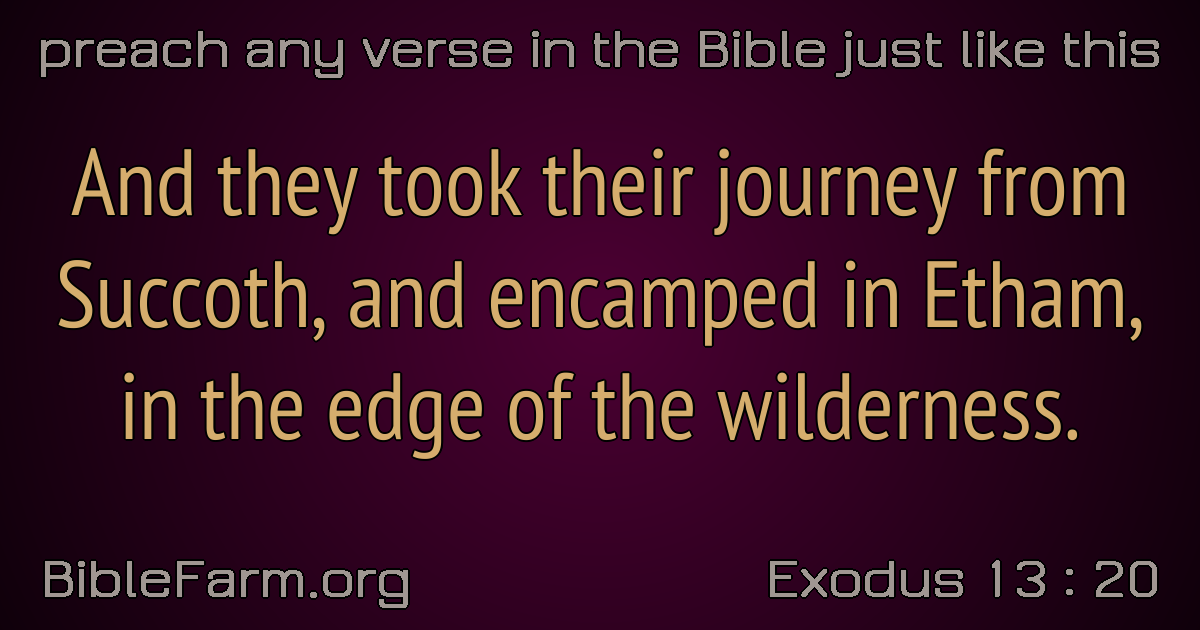 preach any verse in the Bible just like this
And they took their journey from
Succoth, and encamped in Etham,
in the edge of the wilderness.
BibleFarm.org
Exodus 13 : 20